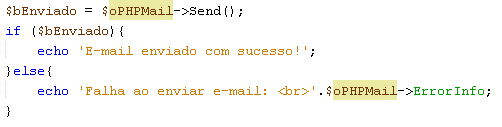 $bEnviado = $oPHPMail->Send();
if ($bEnviado){
    echo 'E-mail enviado com sucesso!';
}else{
    echo 'Falha ao enviar e-mail: <br>'.$oPHPMail->ErrorInfo;
}